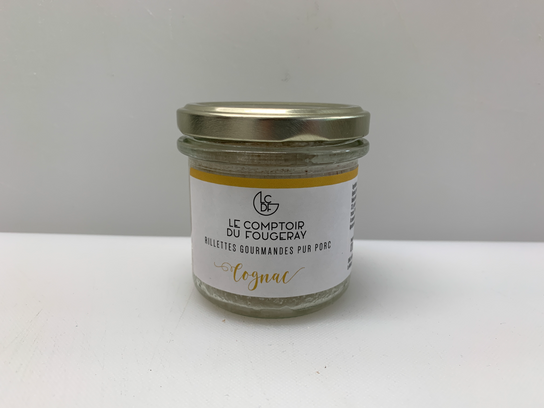 LE COMPTOIR
DU FOUGERAY
RILLETTES GOURMANDES PUR PORC
Cognac